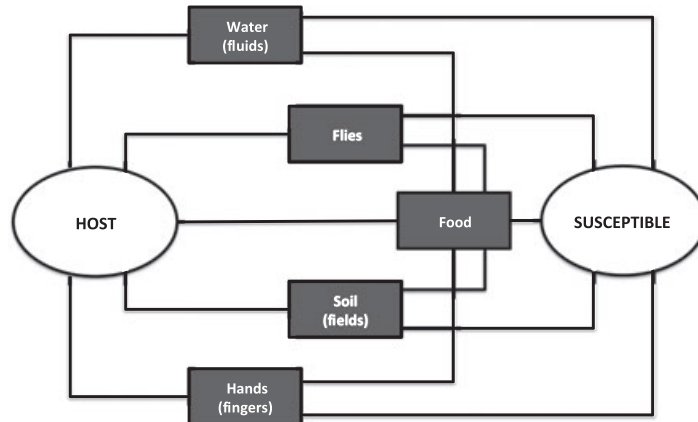 Water
(fluids)
Flies
HOST
Food
SUSCEPTIBLE
Soil
(fields)
Hands
(fingers)